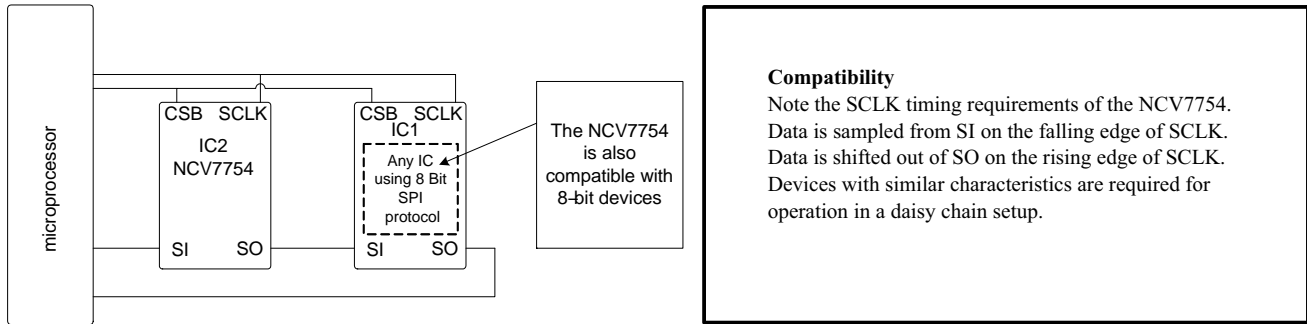 microprocessor
CSB SCLK
IC2
NCV7754
SI SO
CSB SCLK
IC1
Any IC
using 8 Bit
SPI
protocol
SI SO
The NCV7754
is also
compatible with
8−bit devices
Compatibility
Note the SCLK timing requirements of the NCV7754.
Data is sampled from SI on the falling edge of SCLK.
Data is shifted out of SO on the rising edge of SCLK.
Devices with similar characteristics are required for
operation in a daisy chain setup.